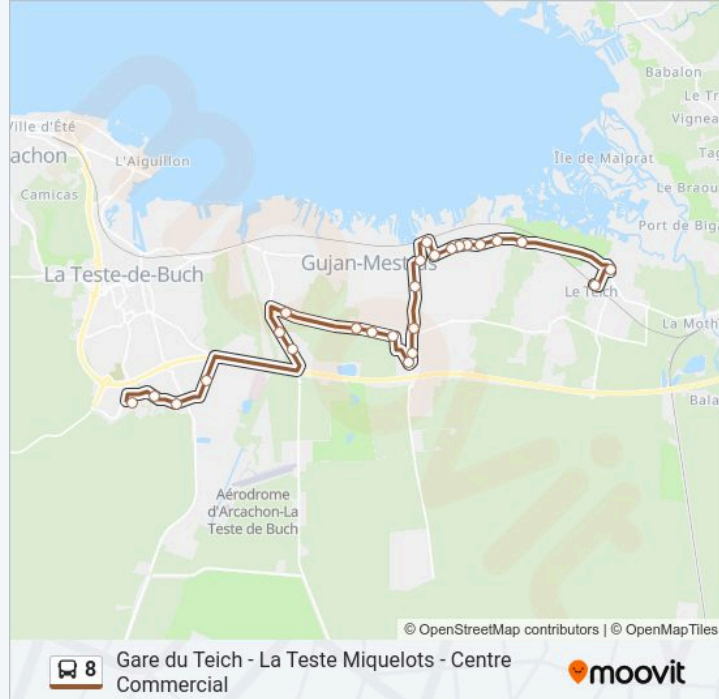 Babalon
Le Tr
Vignea
Ville d'Été
achon
L'Aiguillon
Tag
Île de Malprat
Camicas
Le Braou
Port de Biga
La Teste-de-Buch
Gujan-Mestras
Le Teich
La Moth
Bala
Aérodrome
d'Arcachon-La
Teste de Buch
© OpenStreetMap contributors | © OpenMapTiles
8
Gare du Teich - La Teste Miquelots - Centre
Commercial
moovit